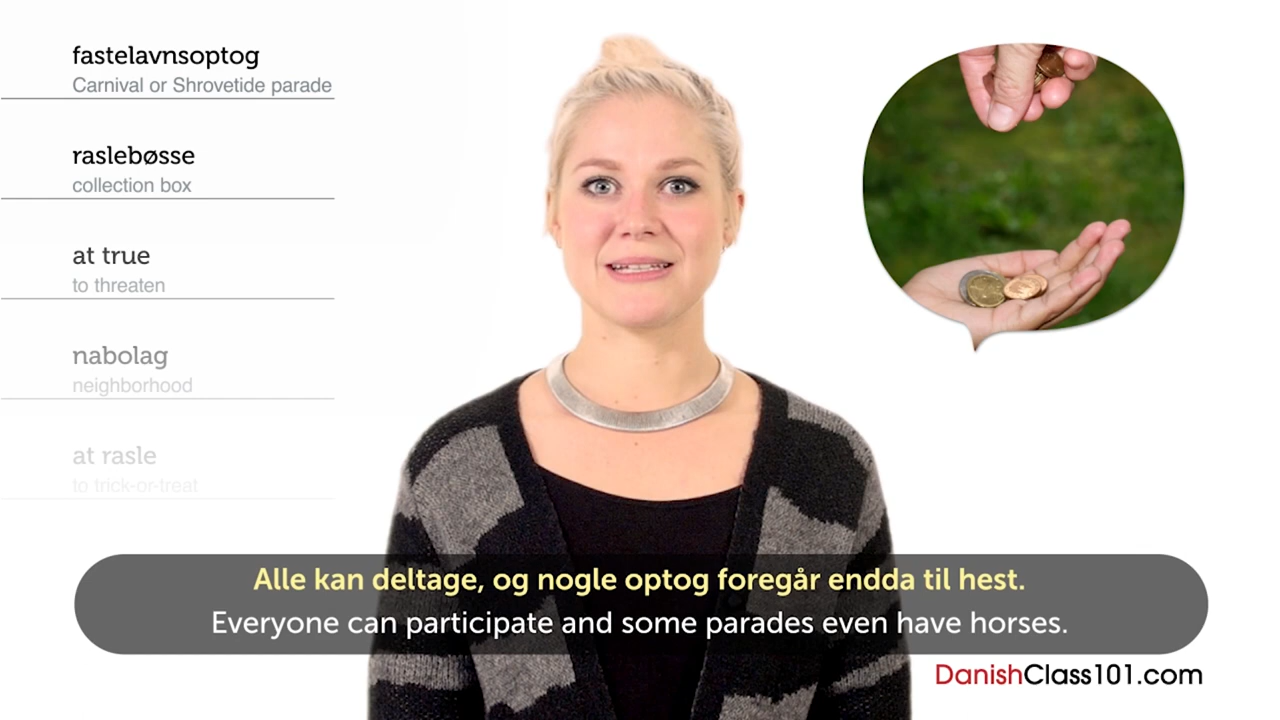 fastelavnsoptog
Carnival or Shrovetide parade
raslebøsse
collection box
at true
to threaten
nabolag
neighborhood
at rasle
to trick-or-treat
Alle kan deltage, og nogle optog foregår endda til hest.
Everyone can participate and some parades even have horses.
DanishClass101.com